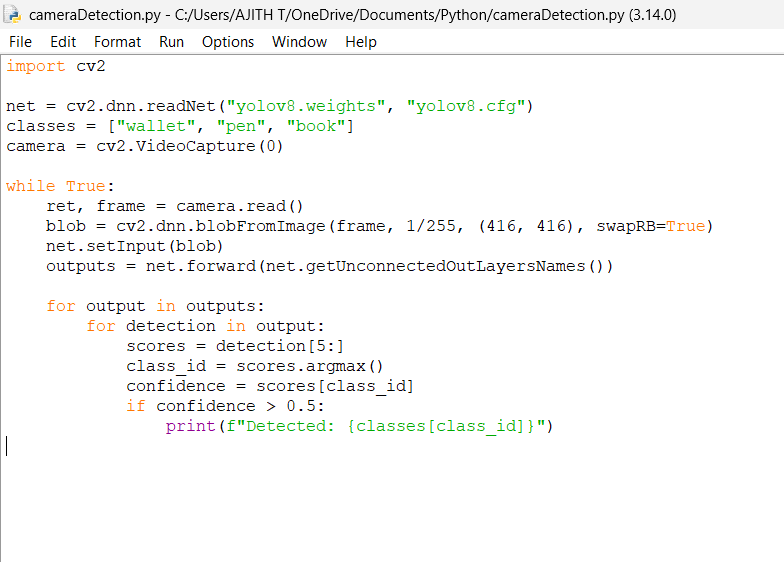 cameraDetection.py - C:/Users/AJITH T/OneDrive/Documents/Python/cameraDetection.py (3.14.0)
File Edit Format Run Options Window Help
import cv2

net = cv2.dnn.readNet("yolov8.weights", "yolov8.cfg")
classes = ["wallet", "pen", "book"]
camera = cv2.VideoCapture(0)

while True:
    ret, frame = camera.read()
    blob = cv2.dnn.blobFromImage(frame, 1/255, (416, 416), swapRB=True)
    net.setInput(blob)
    outputs = net.forward(net.getUnconnectedOutLayersNames())

    for output in outputs:
        for detection in output:
            scores = detection[5:]
            class_id = scores.argmax()
            confidence = scores[class_id]
            if confidence > 0.5:
                print(f"Detected: {classes[class_id]}")